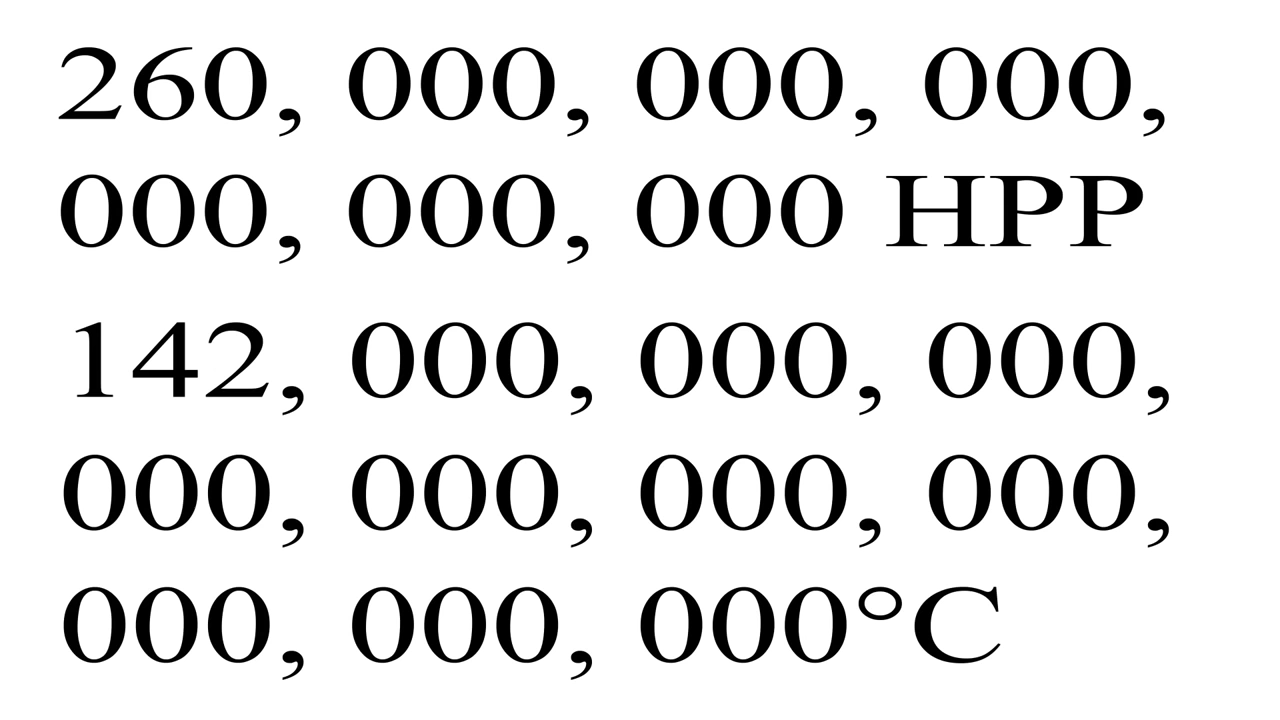 260, 000, 000, 000,
000, 000, 000 HPP
142, 000, 000, 000,
000, 000, 000, 000,
000, 000, 000°C